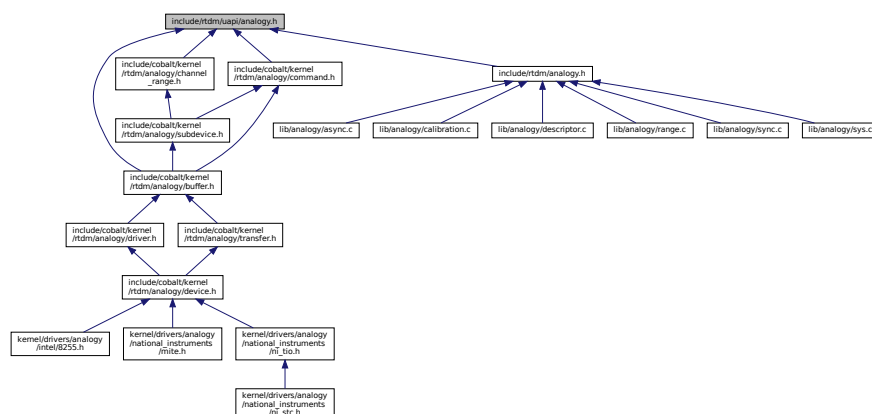 include/rtdm/uapi/analogy.h
include/cobalt/kernel
/rtdm/analogy/channel
_range.h
include/cobalt/kernel
/rtdm/analogy/command.h
include/rtdm/analogy.h
include/cobalt/kernel
/rtdm/analogy/subdevice.h
lib/analogy/async.c
lib/analogy/calibration.c
lib/analogy/descriptor.c
lib/analogy/range.c
lib/analogy/sync.c
lib/analogy/sys.c
include/cobalt/kernel
/rtdm/analogy/buffer.h
include/cobalt/kernel
/rtdm/analogy/driver.h
include/cobalt/kernel
/rtdm/analogy/transfer.h
include/cobalt/kernel
/rtdm/analogy/device.h
kernel/drivers/analogy
/intel/8255.h
kernel/drivers/analogy
/national_instruments
/mite.h
kernel/drivers/analogy
/national_instruments
/ni_tio.h
kernel/drivers/analogy
/national_instruments
/ni_stc.h